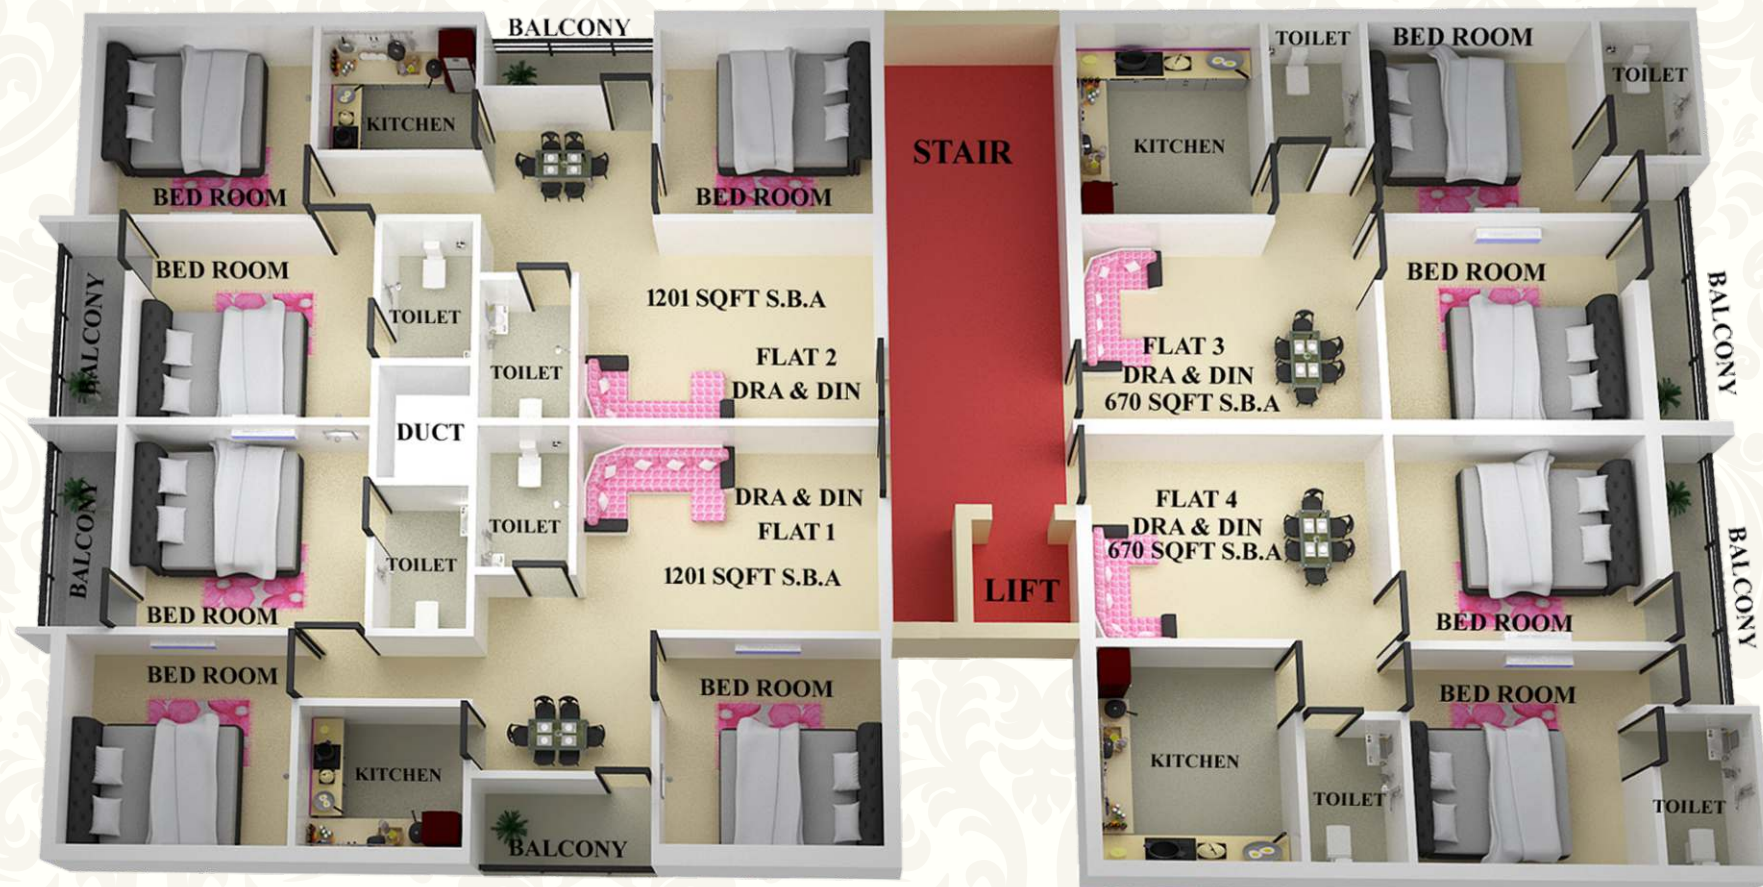 BALCONY
BED ROOM
KITCHEN
BED ROOM
BED ROOM
TOILET
TOILET
BALCONY
1201 SQFT S.B.A
FLAT 2
DRA & DIN
DUCT
BALCONY
TOILET
TOILET
BED ROOM
DRA & DIN
FLAT 1
1201 SQFT S.B.A
BED ROOM
KITCHEN
BALCONY
BED ROOM
STAIR
LIFT
TOILET
BED ROOM
TOILET
KITCHEN
BED ROOM
BALCONY
FLAT 3
DRA & DIN
670 SQFT S.B.A
FLAT 4
DRA & DIN
670 SQFT S.B.A
BALCONY
BED ROOM
BED ROOM
KITCHEN
TOILET
TOILET